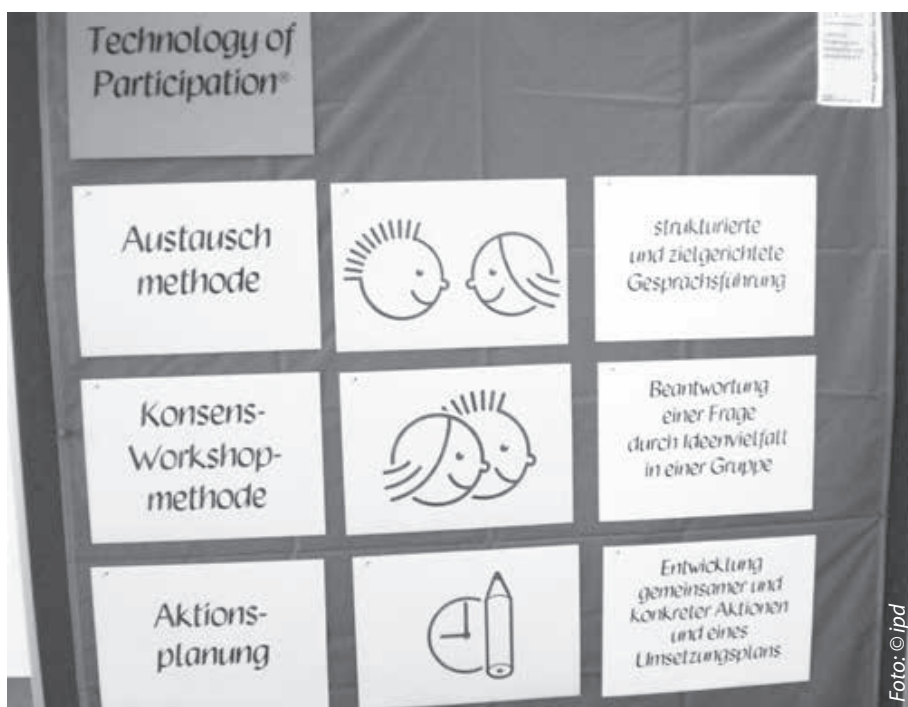 Technology of
Participation®
Austausch
methode
strukturierte
und zielgerichtete
Gesprächsführung
Konsens-
Workshop-
methode
Beantwortung
einer Frage
durch Ideenvielfalt
in einer Gruppe
Aktions-
planung
Entwicklung
gemeinsamer und
konkreter Aktionen
und eines
Umsetzungsplans
Foto: © ipd